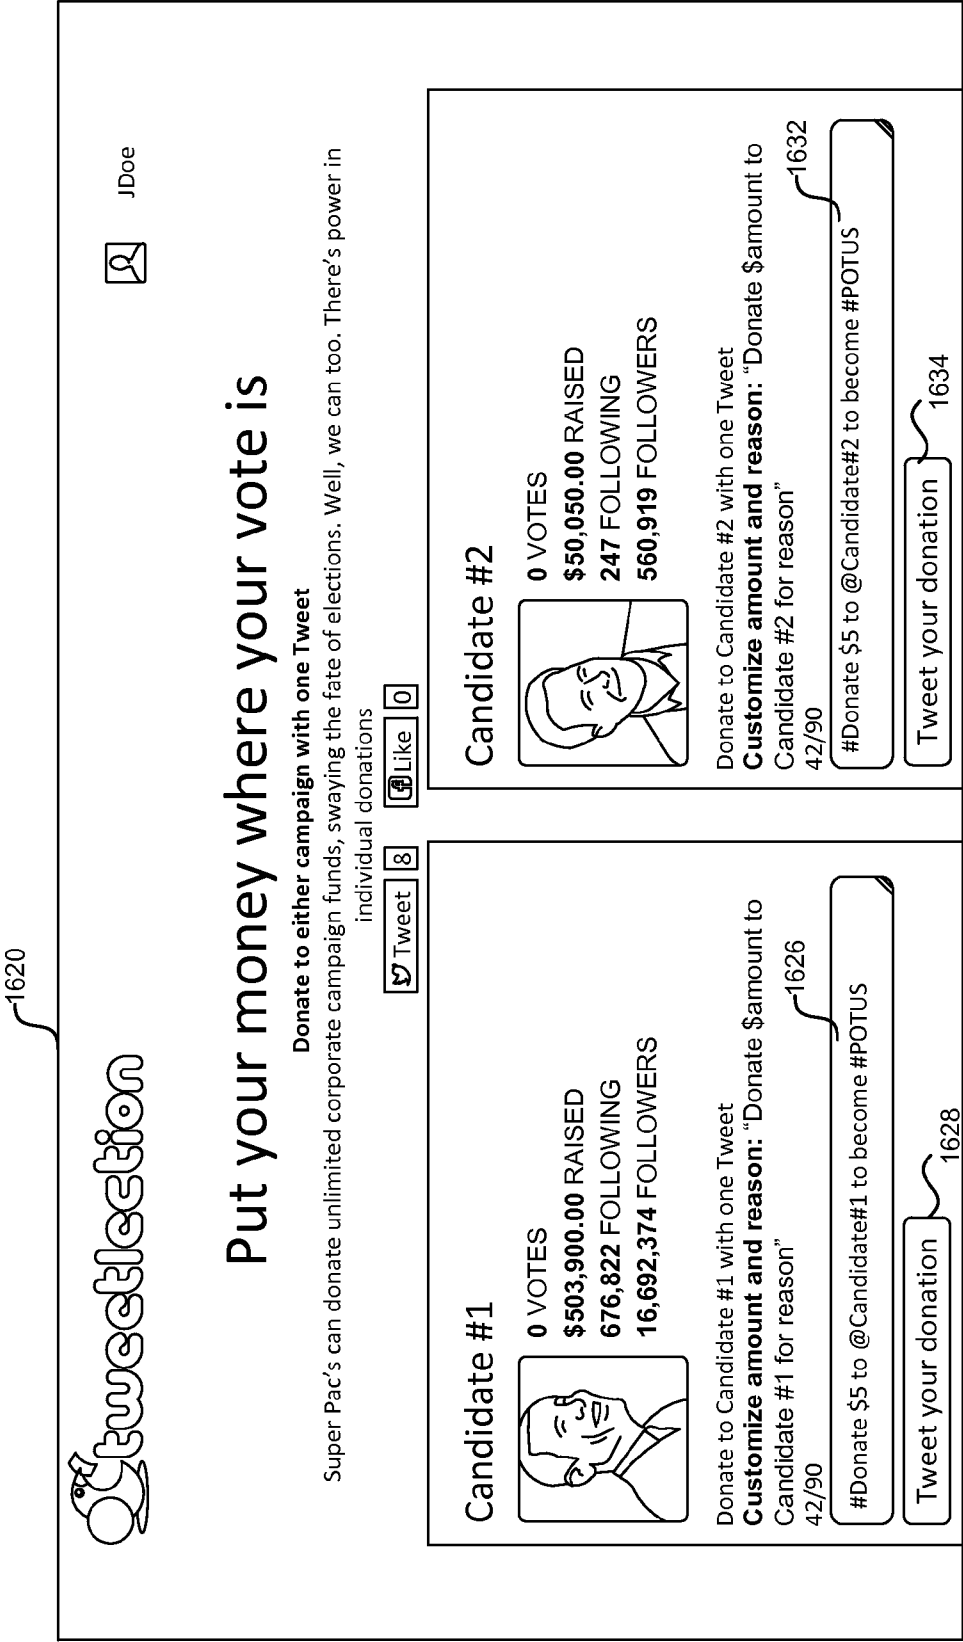 1620
tweetlection
JDoe
Put your money where your vote is
Donate to either campaign with one Tweet
Super Pac's can donate unlimited corporate campaign funds, swaying the fate of elections. Well, we can too. There's power in
individual donations
Tweet 8 Like 0
Candidate #1
0 VOTES
$503,900.00 RAISED
676,822 FOLLOWING
16,692,374 FOLLOWERS
Donate to Candidate #1 with one Tweet
Customize amount and reason: “Donate $amount to
Candidate #1 for reason”
42/90
1626
#Donate $5 to @Candidate#1 to become #POTUS
Tweet your donation
1628
Candidate #2
0 VOTES
$50,050.00 RAISED
247 FOLLOWING
560,919 FOLLOWERS
Donate to Candidate #2 with one Tweet
Customize amount and reason: “Donate $amount to
Candidate #2 for reason”
42/90
1632
#Donate $5 to @Candidate#2 to become #POTUS
Tweet your donation
1634